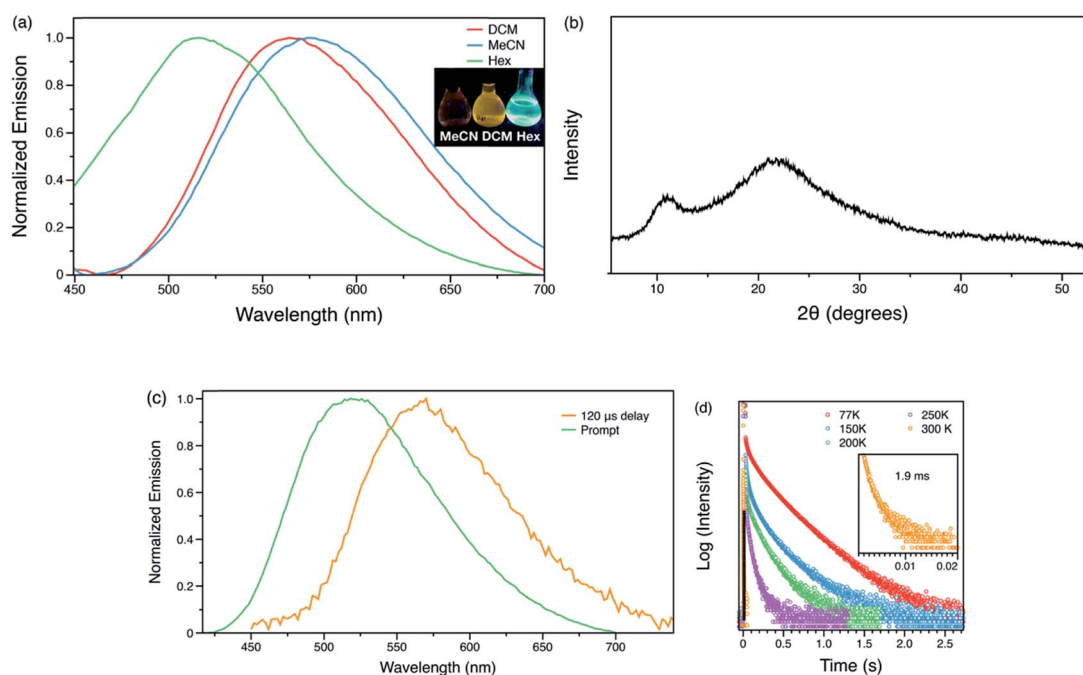 (a)
DCM
MeCN
Hex
MeCN DCM Hex
Normalized Emission
1.0
0.8
0.6
0.4
0.2
0
450 500 550 600 650 700
Wavelength (nm)
(b)
Intensity
10 20 30 40 50
2θ (degrees)
(c)
120 µs delay
Prompt
Normalized Emission
1.0
0.8
0.6
0.4
0.2
0
450 500 550 600 650 700
Wavelength (nm)
(d)
77K 250K
150K 300 K
200K
1.9 ms
0.01 0.02
Log (Intensity)
0 0.5 1.0 1.5 2.0 2.5
Time (s)